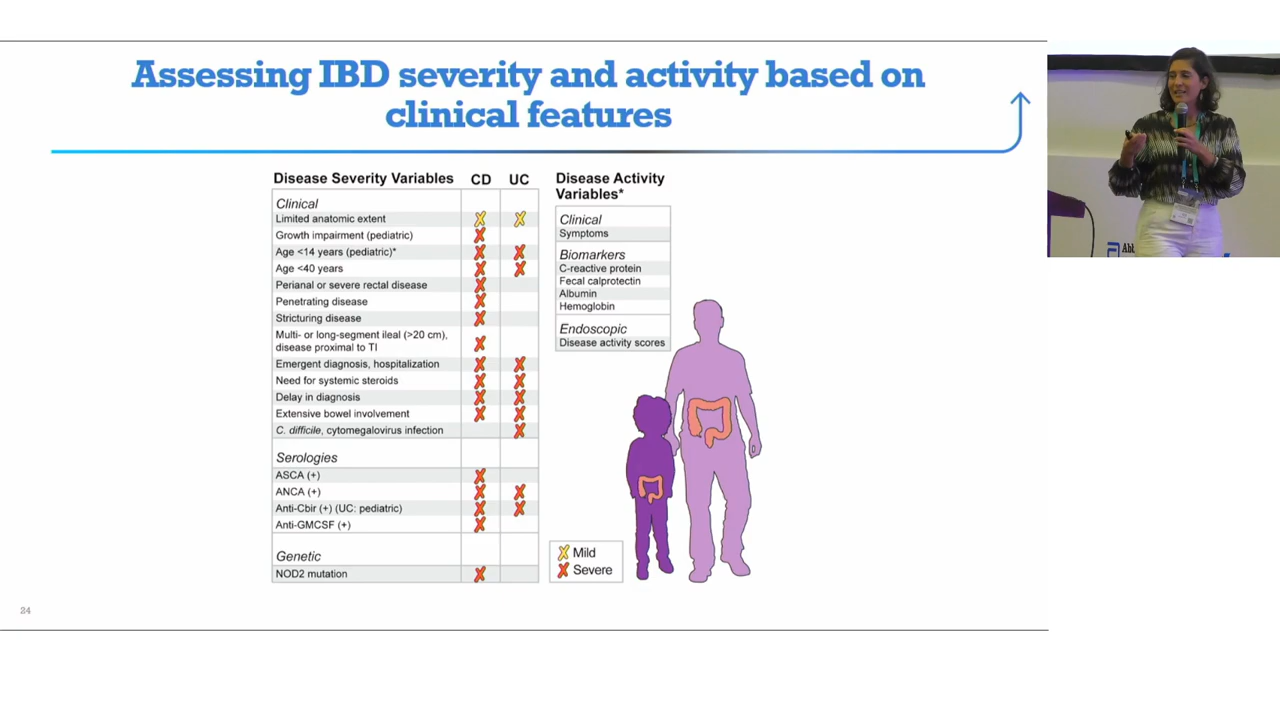 Assessing IBD severity and activity based on
clinical features
Disease Severity Variables CD UC
Clinical
Limited anatomic extent X X
Growth impairment (pediatric) X
Age <14 years (pediatric)* X X
Age <40 years X X
Perianal or severe rectal disease X
Penetrating disease X
Stricturing disease X
Multi- or long-segment ileal (>20 cm),
disease proximal to TI X
Emergent diagnosis, hospitalization X X
Need for systemic steroids X X
Delay in diagnosis X X
Extensive bowel involvement X X
C. difficile, cytomegalovirus infection X
Serologies
ASCA (+) X
ANCA (+) X X
Anti-Cbir (+) (UC: pediatric) X X
Anti-GMCSF (+) X
Genetic
NOD2 mutation X
Disease Activity
Variables*
Clinical
Symptoms
Biomarkers
C-reactive protein
Fecal calprotectin
Albumin
Hemoglobin
Endoscopic
Disease activity scores
X Mild
X Severe
24